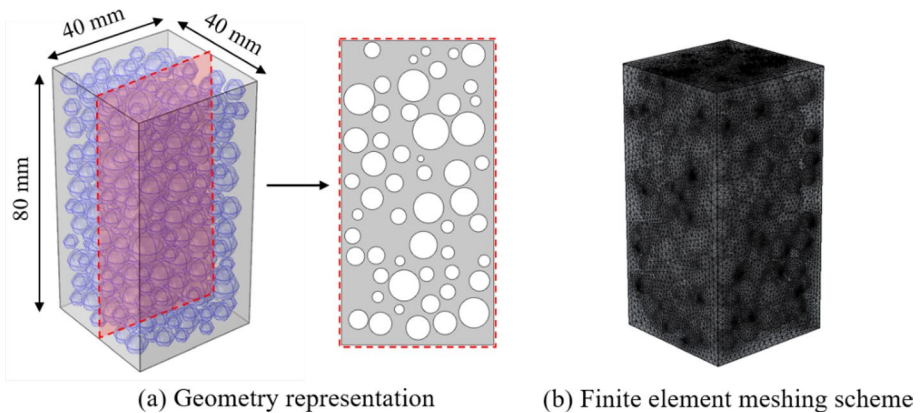 40 mm
40 mm
80 mm
(a) Geometry representation
(b) Finite element meshing scheme